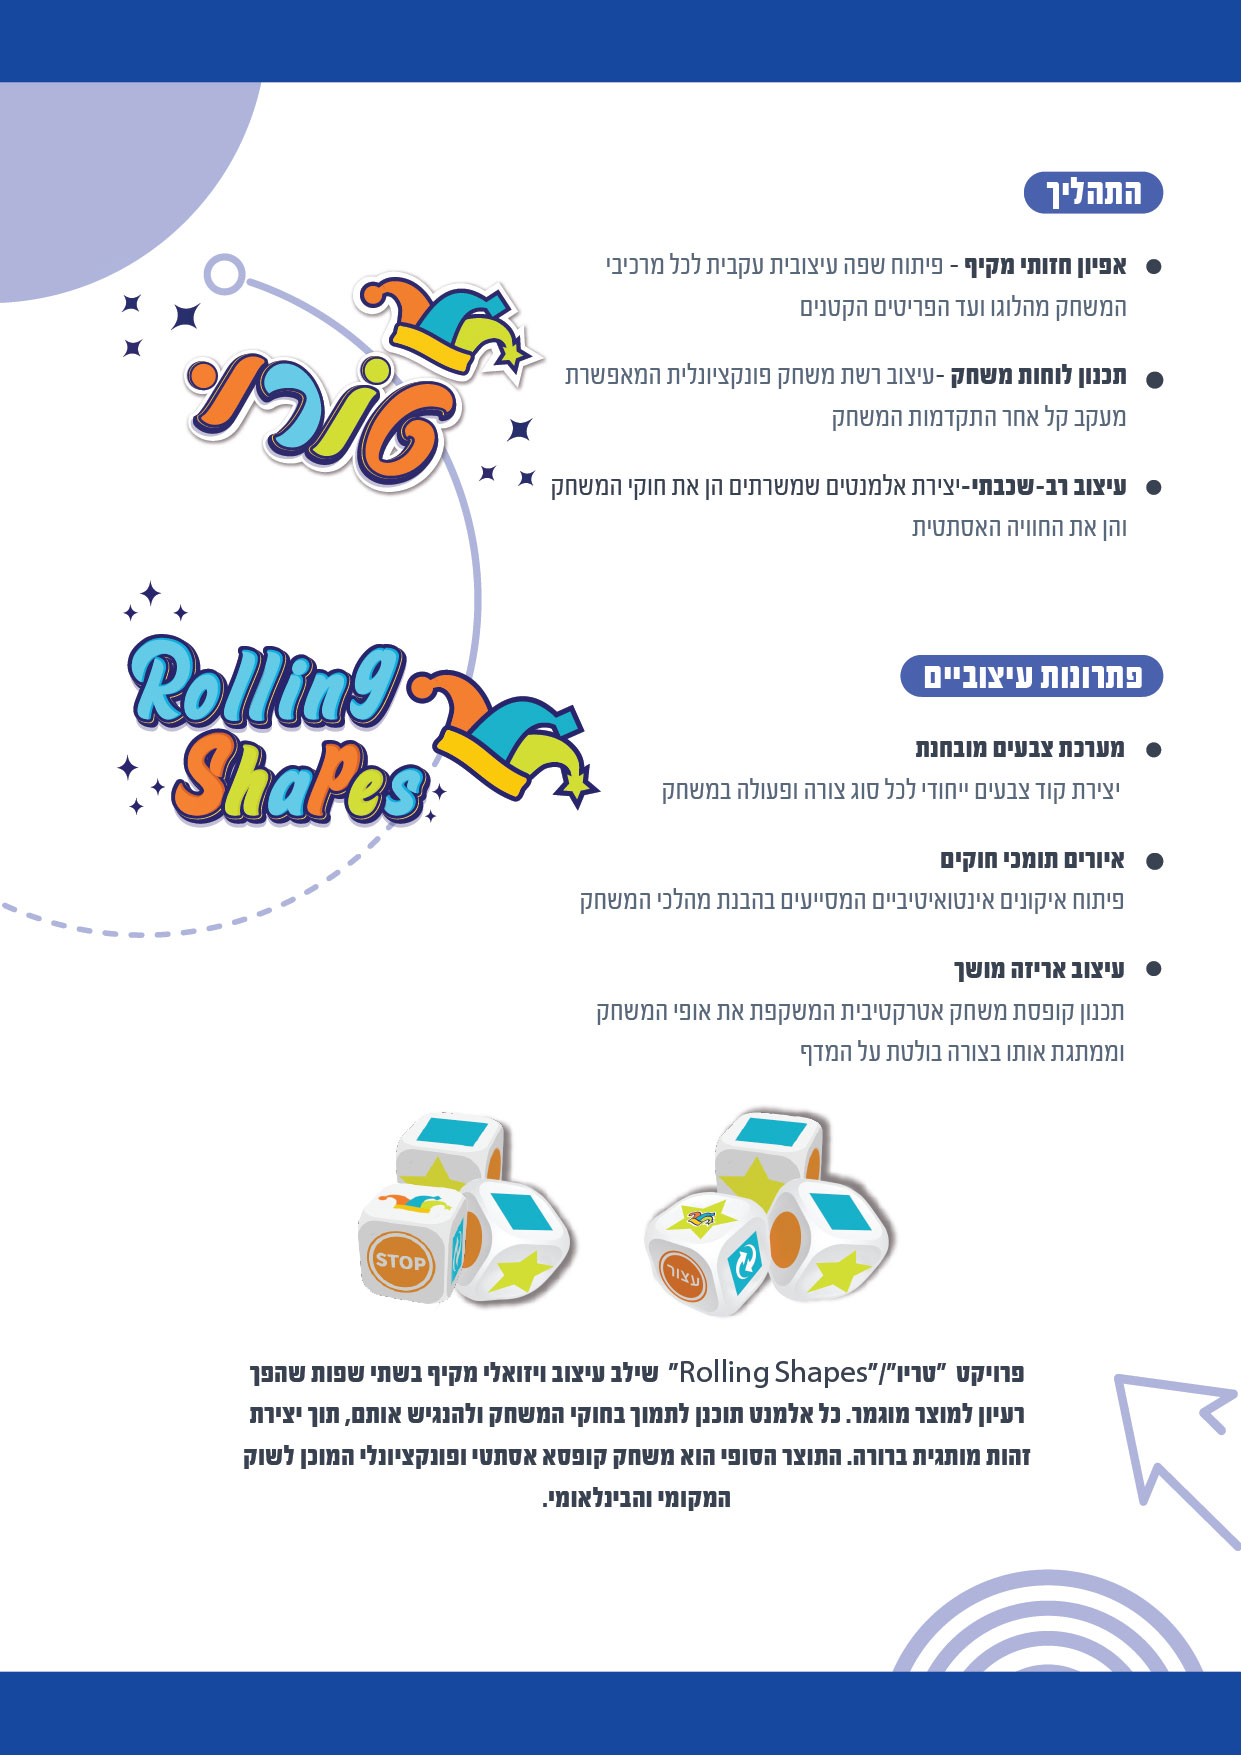 התהליך
אפיון חזותי מקיף - פיתוח שפה עיצובית עקבית לכל מרכיבי
המשחק מהלוגו ועד הפריטים הקטנים
תכנון לוחות משחק -עיצוב רשת משחק פונקציונלית המאפשרת
מעקב קל אחר התקדמות המשחק
עיצוב רב-שכבתי-יצירת אלמנטים שמשרתים הן את חוקי המשחק
והן את החוויה האסתטית
טוריו
Rolling
Shapes
פתרונות עיצוביים
מערכת צבעים מובחנת
יצירת קוד צבעים ייחודי לכל סוג צורה ופעולה במשחק
איורים תומכי חוקים
פיתוח איקונים אינטואיטיביים המסייעים בהבנת מהלכי המשחק
עיצוב אריזה מושך
תכנון קופסת משחק אטרקטיבית המשקפת את אופי המשחק
וממתגת אותו בצורה בולטת על המדף
עצור
STOP
פרויקט "טריו"/"Rolling Shapes" שילב עיצוב ויזואלי מקיף בשתי שפות שהפך
רעיון למוצר מוגמר. כל אלמנט תוכנן לתמוך בחוקי המשחק ולהנגיש אותם, תוך יצירת
זהות מותגית ברורה. התוצר הסופי הוא משחק קופסא אסתטי ופונקציונלי המוכן לשוק
המקומי והבינלאומי.